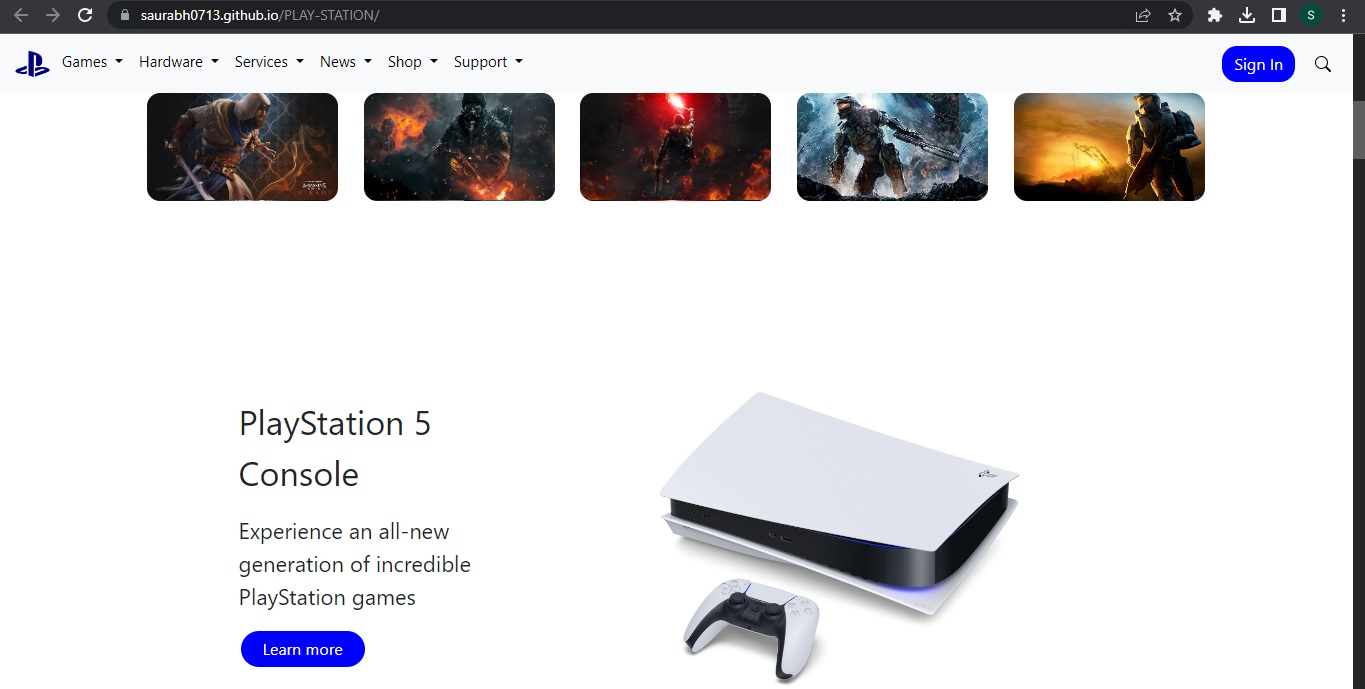 saurabh0713.github.io/PLAY-STATION/
S
Games Hardware Services News Shop Support
Sign In
PlayStation 5
Console
Experience an all-new
generation of incredible
PlayStation games
Learn more